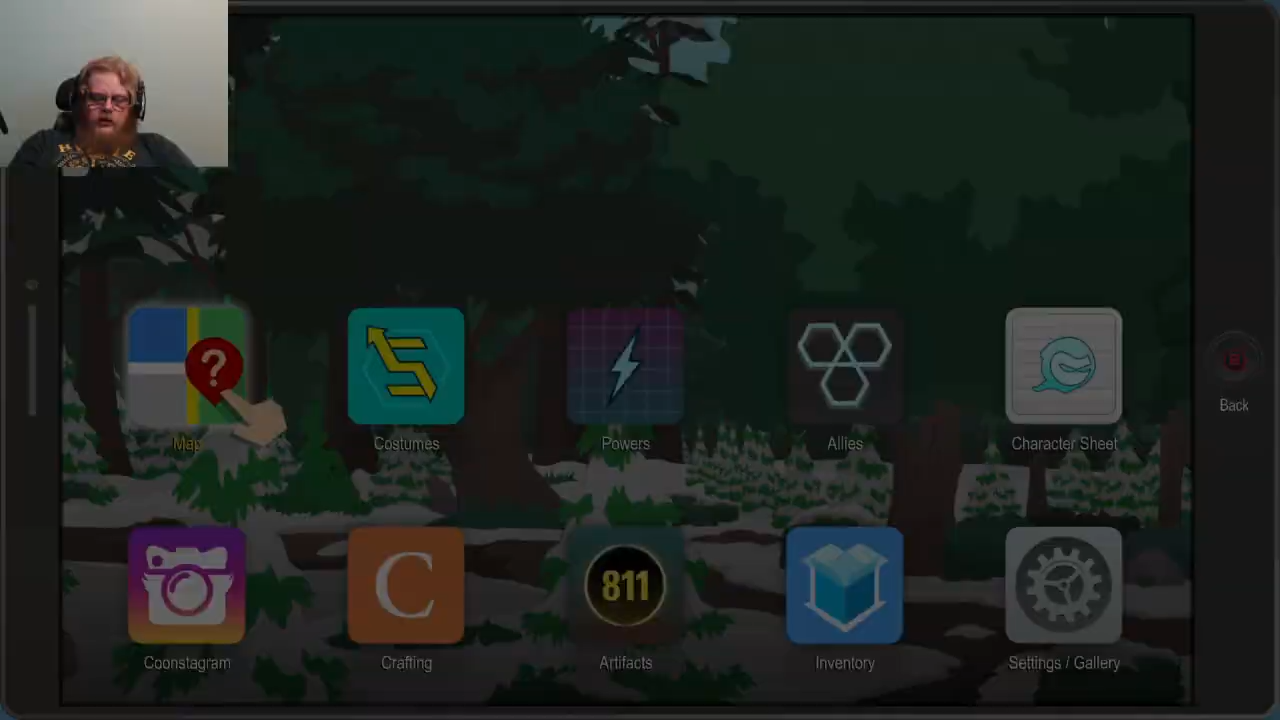 ?
Map
Costumes
Powers
Allies
Character Sheet
Back
C
811
Coonstagram
Crafting
Artifacts
Inventory
Settings / Gallery